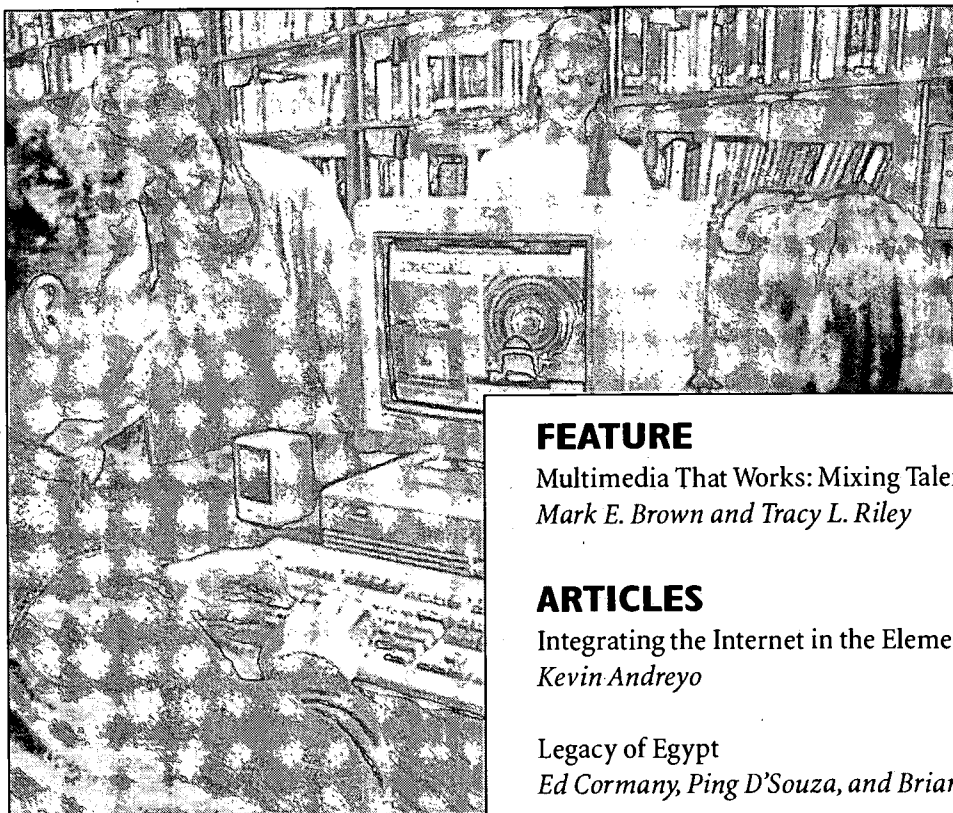 FEATURE
Multimedia That Works: Mixing
Mark E. Brown and Tracy L. Riley
ARTICLES
Integrating the Internet in the
Kevin Andreyo
Legacy of Egypt
Ed Cormany, Ping D'Souza, and Brian